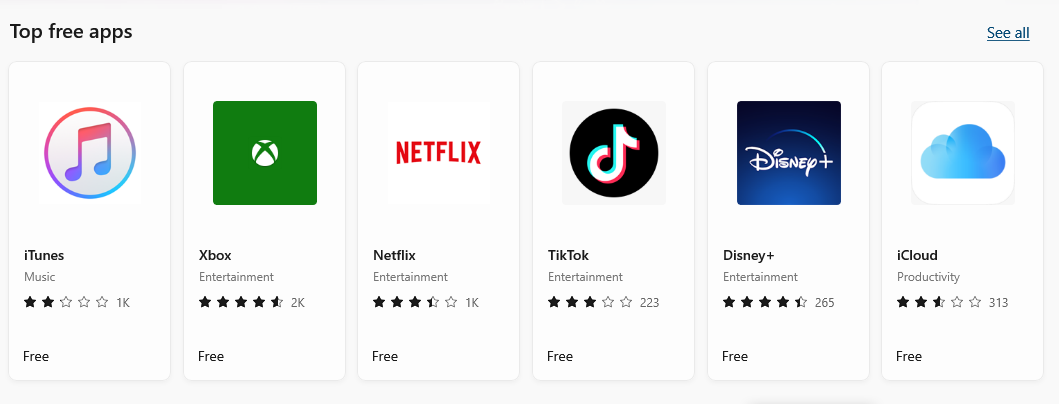 Top free apps
See all
NETFLIX
Disney+
iTunes
Music
1K
Free
Xbox
Entertainment
2K
Free
Netflix
Entertainment
1K
Free
TikTok
Entertainment
223
Free
Disney+
Entertainment
265
Free
iCloud
Productivity
313
Free